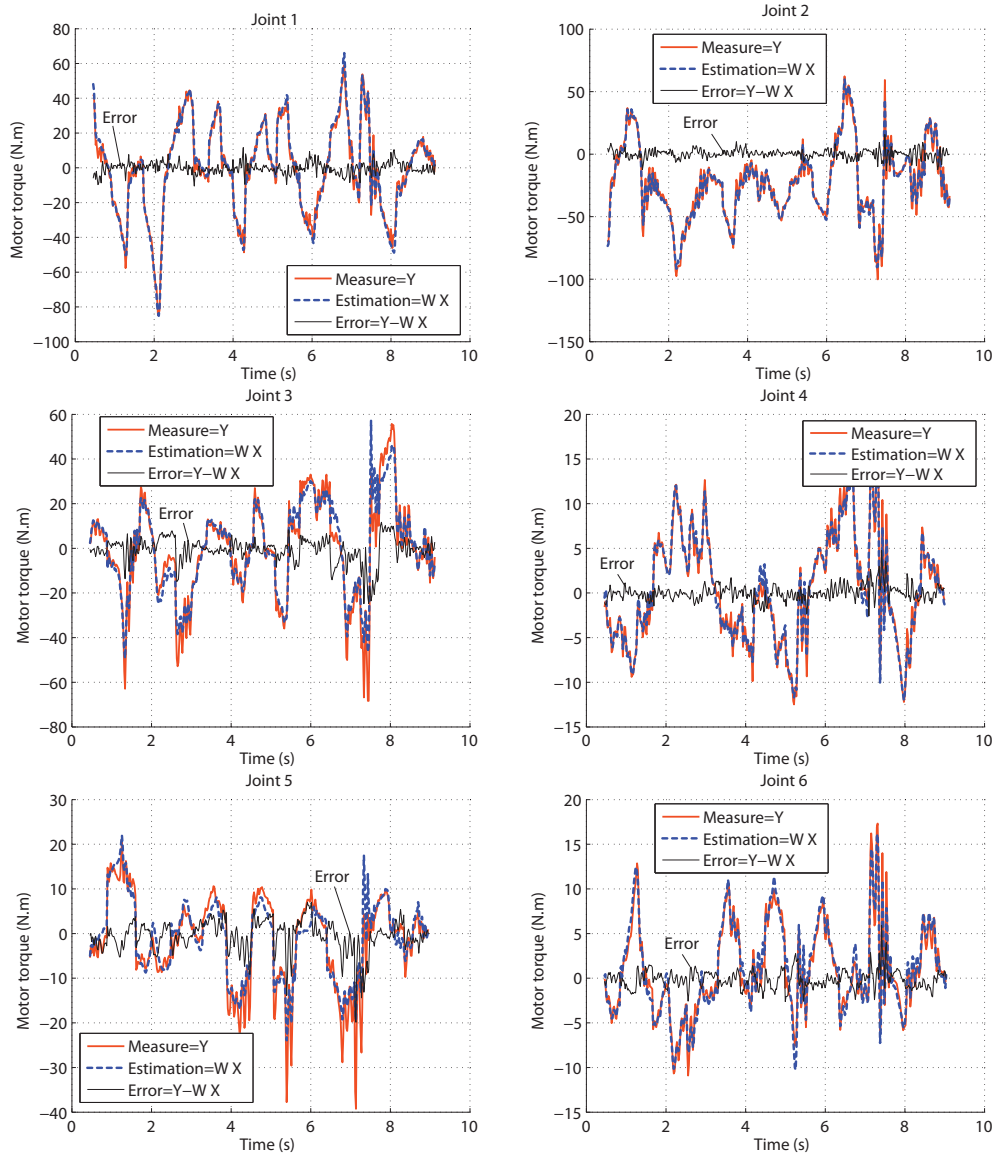 Joint 1
Motor torque (N.m)
60
40
20
0
−20
−40
−60
−80
−100
Error
Measure=Y
Estimation=W X
Error=Y−W X
0 2 4 6 8 10
Time (s)
Joint 2
Motor torque (N.m)
100
50
0
−50
−100
−150
Measure=Y
Estimation=W X
Error=Y−W X
Error
0 2 4 6 8 10
Time (s)
Joint 3
Motor torque (N.m)
60
40
20
0
−20
−40
−60
−80
Measure=Y
Estimation=W X
Error=Y−W X
Error
0 2 4 6 8 10
Time (s)
Joint 4
Motor torque (N.m)
20
15
10
5
0
−5
−10
−15
Measure=Y
Estimation=W X
Error=Y−W X
Error
0 2 4 6 8 10
Time (s)
Joint 5
Motor torque (N.m)
30
20
10
0
−10
−20
−30
−40
Error
Measure=Y
Estimation=W X
Error=Y−W X
0 2 4 6 8 10
Time (s)
Joint 6
Motor torque (N.m)
20
15
10
5
0
−5
−10
−15
Measure=Y
Estimation=W X
Error=Y−W X
Error
0 2 4 6 8 10
Time (s)